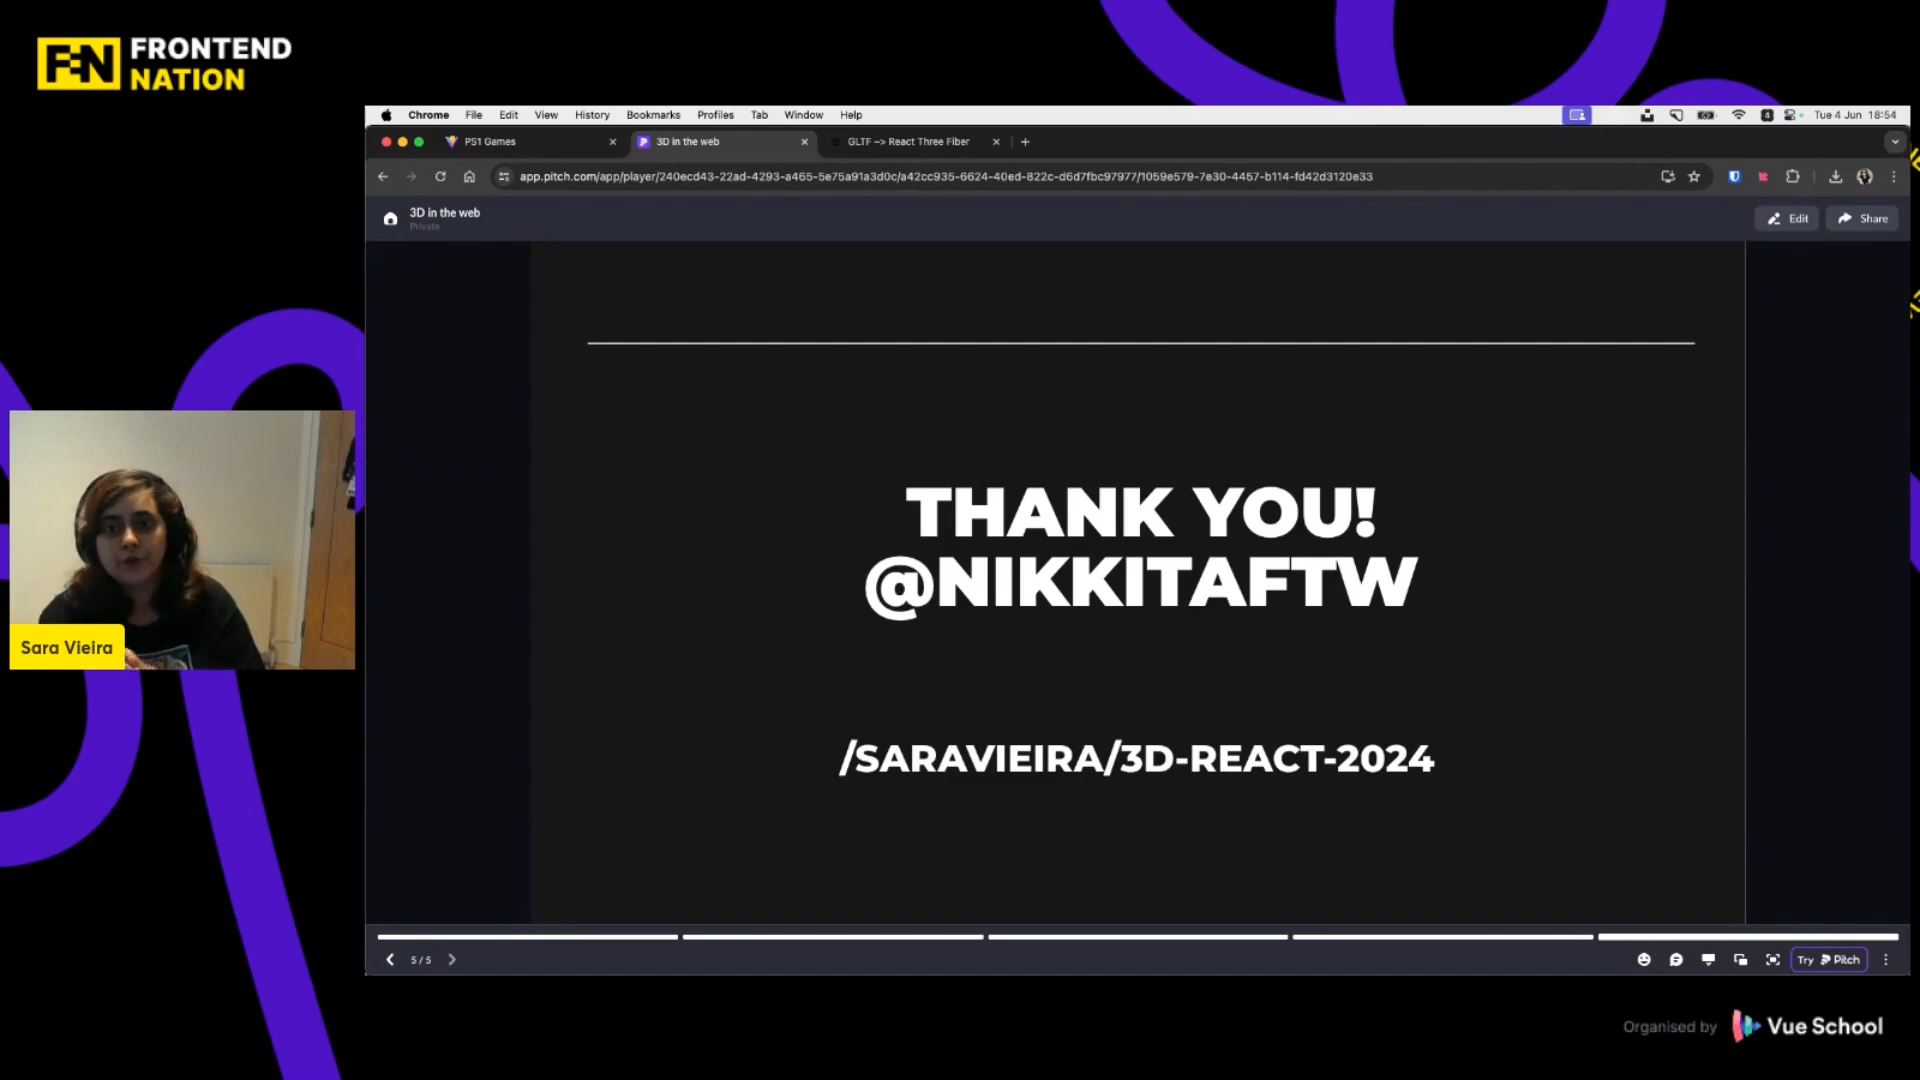 FEN FRONTEND
NATION
Chrome File Edit View History Bookmarks Profiles Tab Window Help Tue 4 Jun 18:54
PS1 Games 3D in the web GLTF -> React Three Fiber
app.pitch.com/app/player/240ecd43-22ad-4293-a465-5e75a91a3d0c/a42cc935-6624-40ed-822c-d6d7fbc97977/1059e579-7e30-4457-b114-fd42d3120e33
3D in the web
Private
Edit Share
THANK YOU!
@NIKKITAFTW
/SARAVIEIRA/3D-REACT-2024
Sara Vieira
5 / 5
Try Pitch
Organised by Vue School